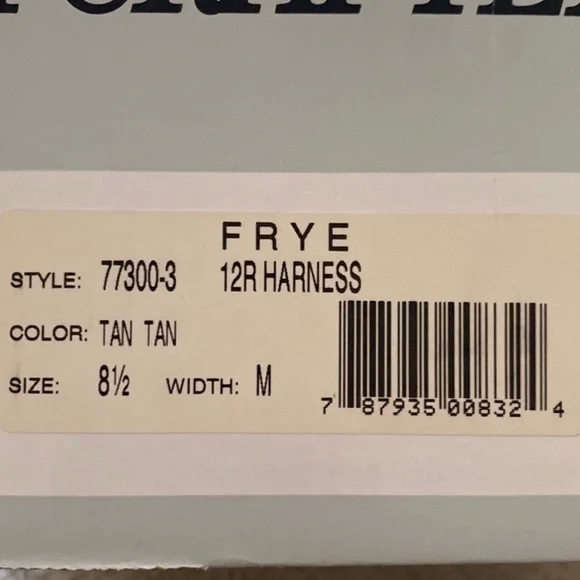 FRYE
STYLE: 77300-3 12R HARNESS
COLOR: TAN TAN
SIZE: 8½ WIDTH: M
7 87935 00832 4